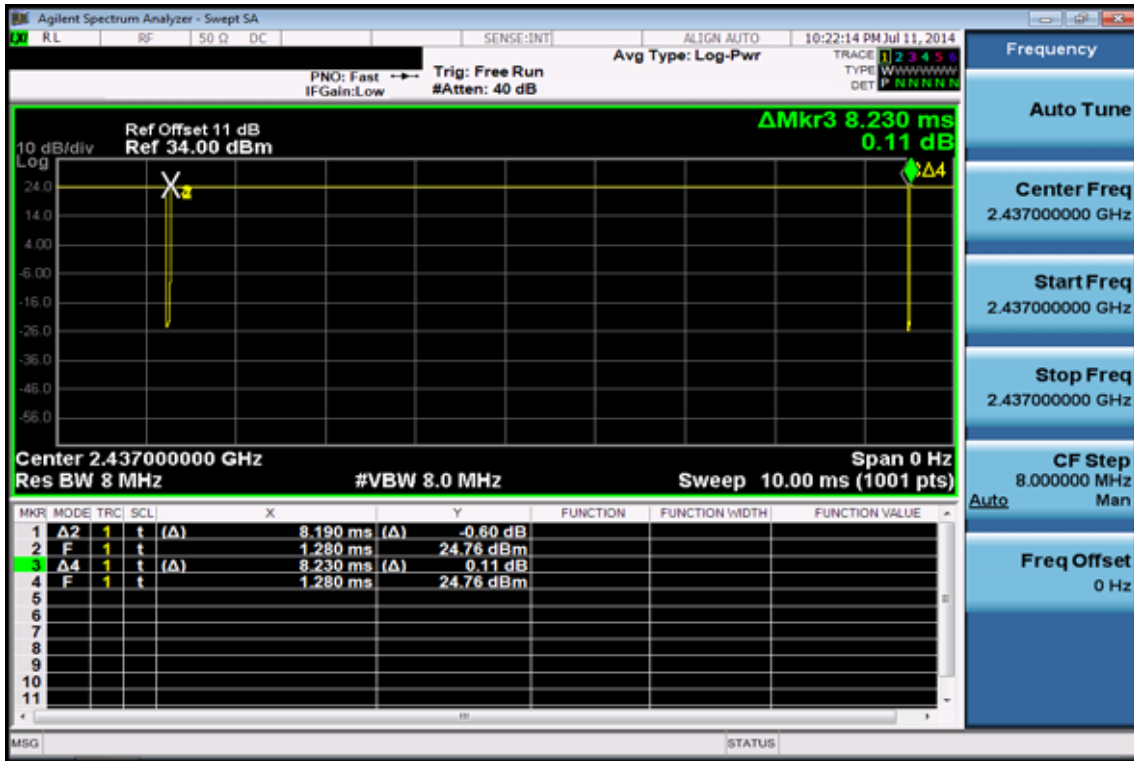 Agilent Spectrum Analyzer - Swept SA
LXI RL RF 50 Ω DC SENSE:INT ALIGN AUTO 10:22:14 PM Jul 11, 2014
Avg Type: Log-Pwr TRACE 1 2 3 4 5 6
PNO: Fast Trig: Free Run TYPE WWWWWW
IFGain:Low #Atten: 40 dB DET P N N N N N
Frequency
Auto Tune
Center Freq
2.437000000 GHz
Start Freq
2.437000000 GHz
Stop Freq
2.437000000 GHz
CF Step
8.000000 MHz
Auto Man
Freq Offset
0 Hz
ΔMkr3 8.230 ms
0.11 dB
Ref Offset 11 dB
10 dB/div Ref 34.00 dBm
Log
24.0
14.0
4.00
-6.00
-16.0
-26.0
-36.0
-46.0
-56.0
Δ4
Center 2.437000000 GHz Span 0 Hz
Res BW 8 MHz #VBW 8.0 MHz Sweep 10.00 ms (1001 pts)
MKR MODE TRC SCL X Y FUNCTION FUNCTION WIDTH FUNCTION VALUE
1 Δ2 1 t (Δ) 8.190 ms (Δ) -0.60 dB
2 F 1 t 1.280 ms 24.76 dBm
3 Δ4 1 t (Δ) 8.230 ms (Δ) 0.11 dB
4 F 1 t 1.280 ms 24.76 dBm
5
6
7
8
9
10
11
MSG STATUS